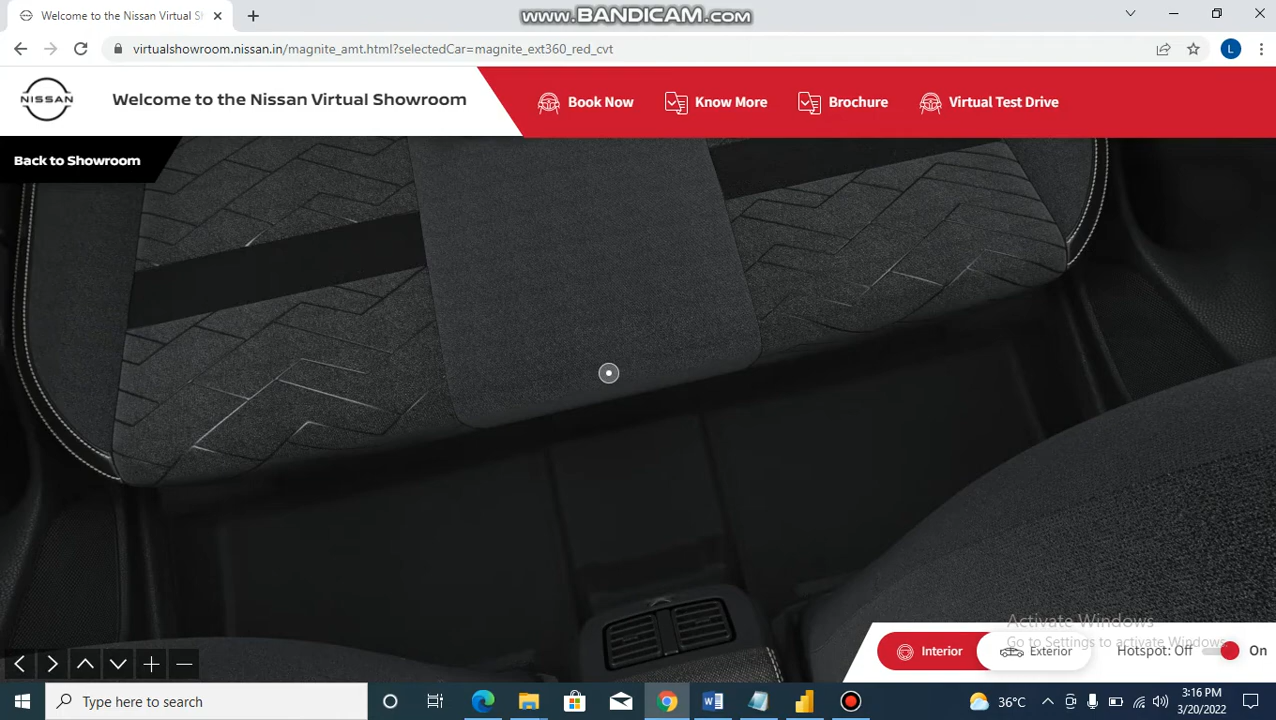 Welcome to the Nissan Virtual Sh
www.BANDICAM.com
virtualshowroom.nissan.in/magnite_amt.html?selectedCar=magnite_ext360_red_cvt
L
NISSAN
Welcome to the Nissan Virtual Showroom
Book Now
Know More
Brochure
Virtual Test Drive
Back to Showroom
Activate Windows
Go to Settings to activate Windows.
Interior
Exterior
Hotspot: Off
On
Type here to search
36°C
3:16 PM
3/20/2022